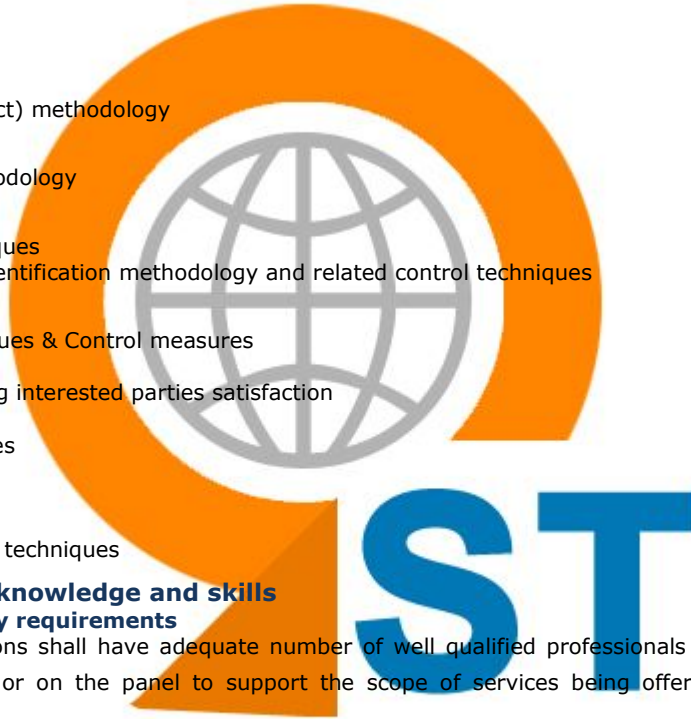 ct) methodology
odology
ques
entification methodology and related control techniques
ues & Control measures
g interested parties satisfaction
es
techniques
knowledge and skills
y requirements
ons shall have adequate number of well qualified professionals
or on the panel to support the scope of services being offer
ST